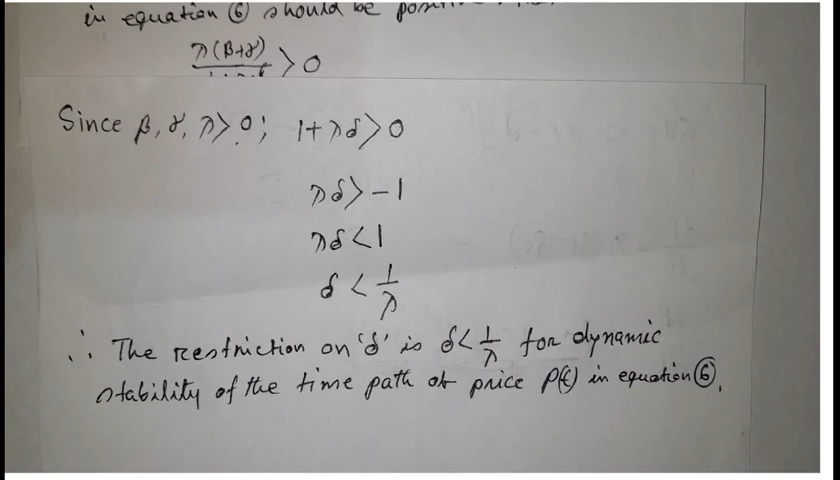 in equation ⑥ should be
λ(β+γ)/ > 0
Since β, γ, λ > 0; 1+λδ > 0
λδ > −1
λδ < 1
δ < 1/λ
∴ The restriction on 'δ' is δ < 1/λ for dynamic
stability of the time path of price P(t) in equation ⑥.